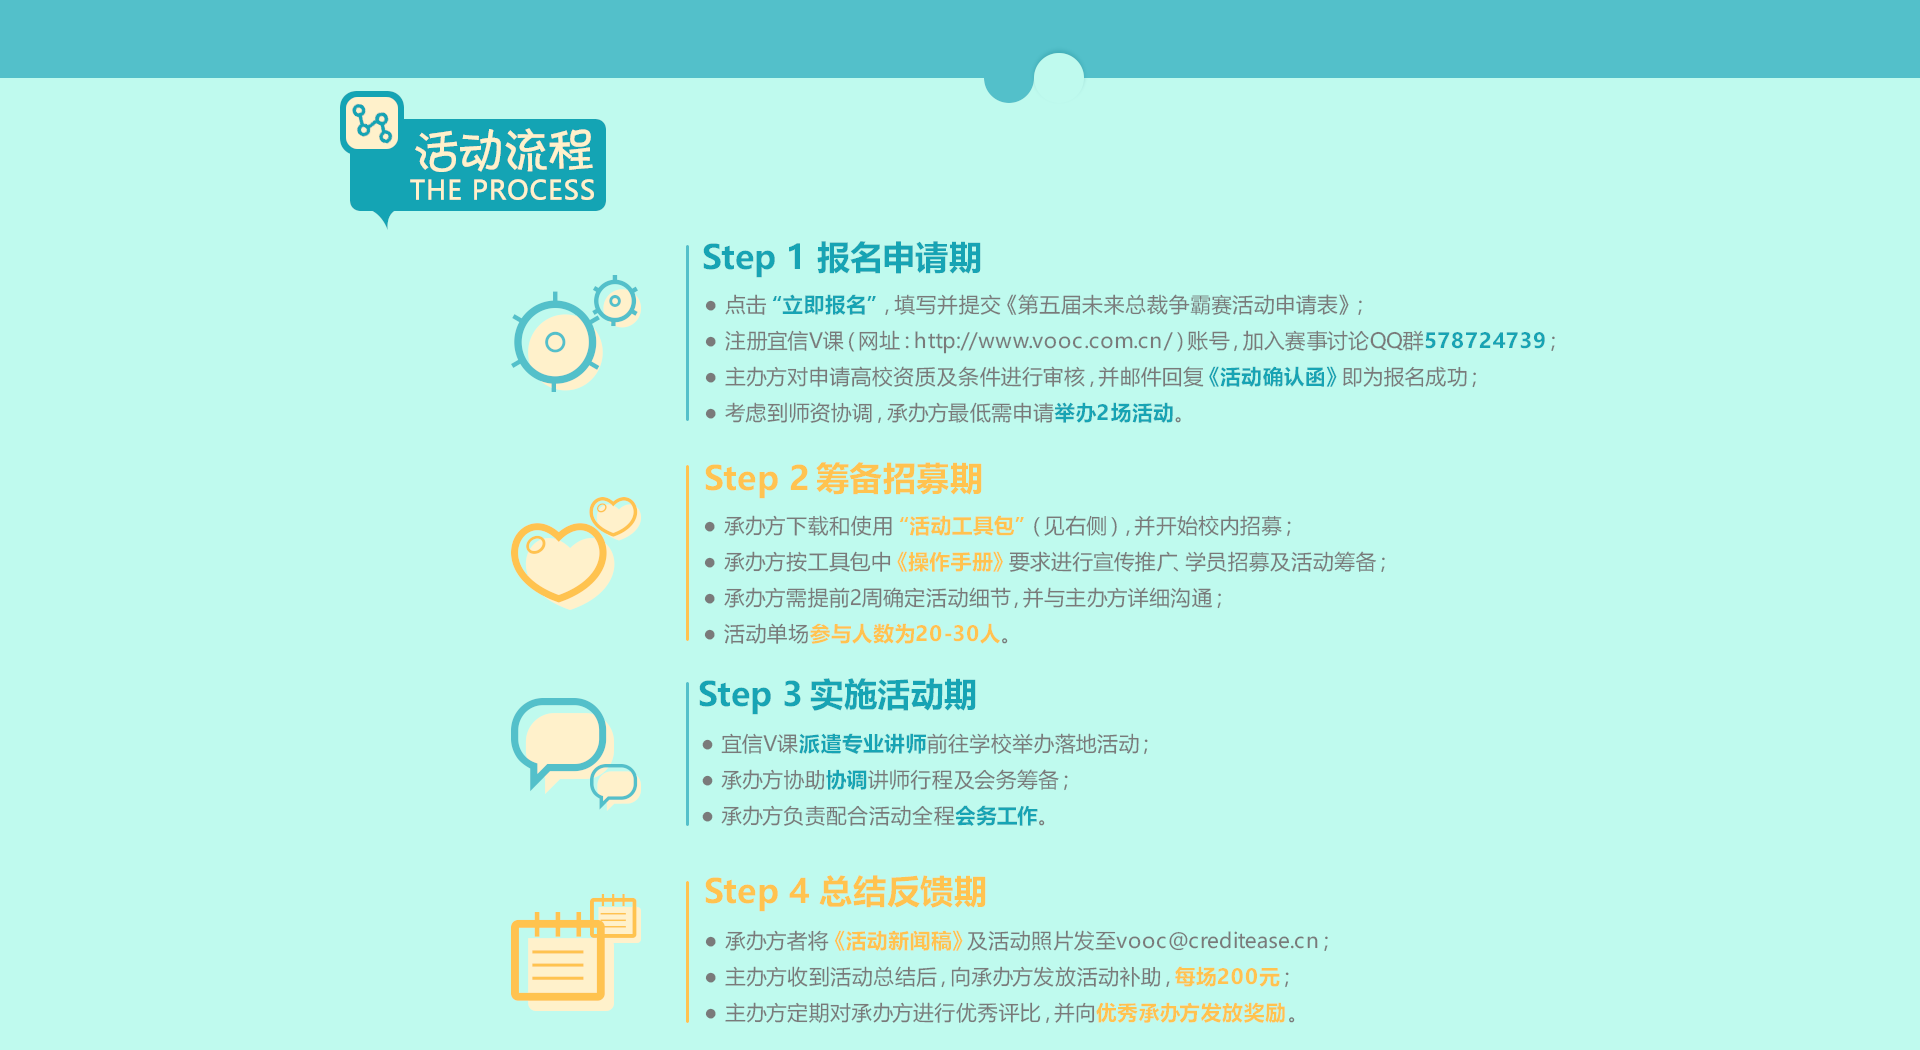 活动流程
THE PROCESS
Step 1 报名申请期
● 点击“立即报名”,填写并提交《第五届未来总裁争霸赛活动申请表》;
● 注册宜信V课(网址:http://www.vooc.com.cn/)账号,加入赛事讨论QQ群578724739;
● 主办方对申请高校资质及条件进行审核,并邮件回复《活动确认函》即为报名成功;
● 考虑到师资协调,承办方最低需申请举办2场活动。
Step 2 筹备招募期
● 承办方下载和使用“活动工具包”(见右侧),并开始校内招募;
● 承办方按工具包中《操作手册》要求进行宣传推广、学员招募及活动筹备;
● 承办方需提前2周确定活动细节,并与主办方详细沟通;
● 活动单场参与人数为20-30人。
Step 3 实施活动期
● 宜信V课派遣专业讲师前往学校举办落地活动;
● 承办方协助协调讲师行程及会务筹备;
● 承办方负责配合活动全程会务工作。
Step 4 总结反馈期
● 承办方者将《活动新闻稿》及活动照片发至vooc@creditease.cn;
● 主办方收到活动总结后,向承办方发放活动补助,每场200元;
● 主办方定期对承办方进行优秀评比,并向优秀承办方发放奖励。